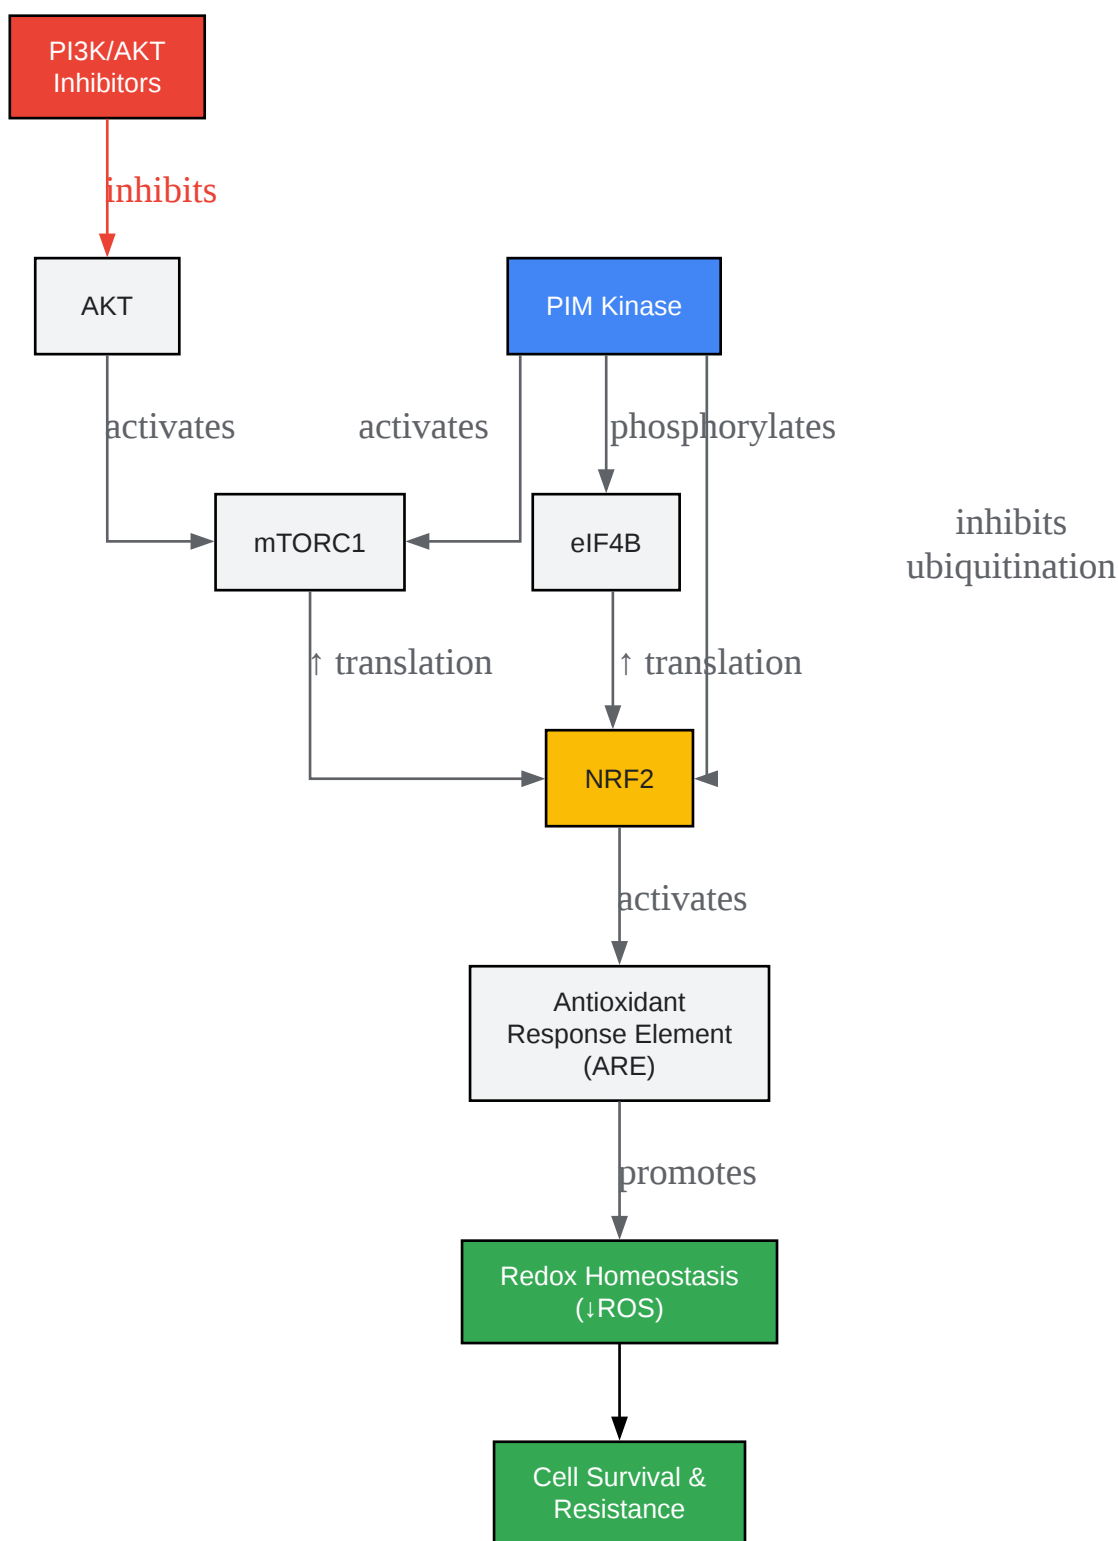 PI3K/AKT
Inhibitors
inhibits
AKT
PIM Kinase
activates
activates
phosphorylates
inhibits
ubiquitination
mTORC1
eIF4B
↑ translation
↑ translation
NRF2
activates
Antioxidant
Response Element
(ARE)
promotes
Redox Homeostasis
(↓ROS)
Cell Survival &
Resistance